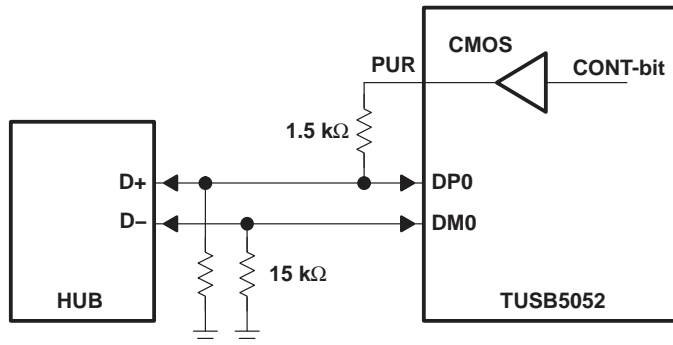 CMOS
PUR
CONT-bit
1.5 kΩ
D+
DP0
D–
DM0
15 kΩ
HUB
TUSB5052